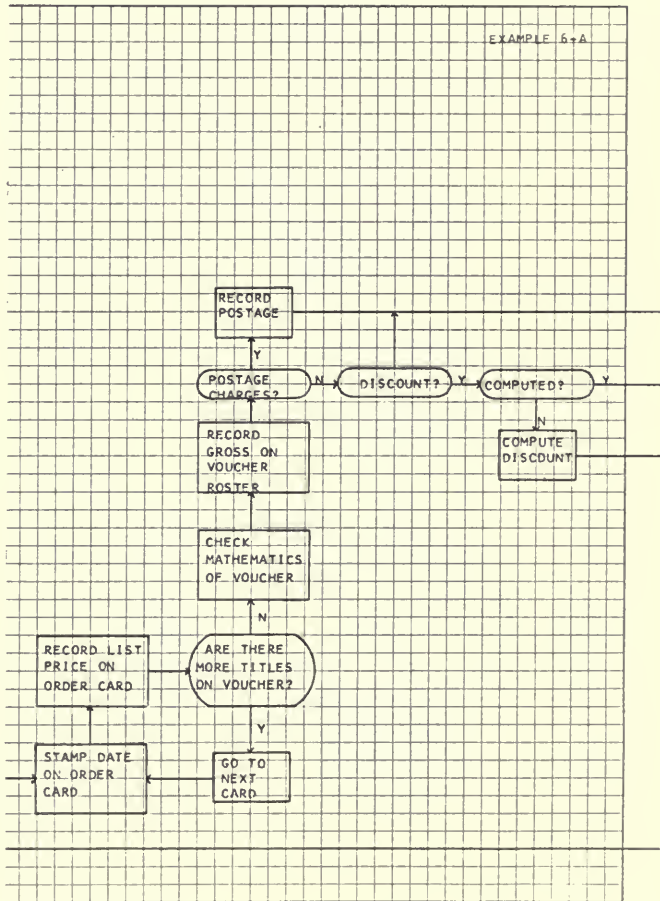 EXAMPLE 6-A
RECORD
POSTAGE
Y
POSTAGE
CHARGES?
N
DISCOUNT?
Y
COMPUTED?
Y
N
RECORD
GROSS ON
VOUCHER
ROSTER
COMPUTE
DISCOUNT
CHECK
MATHEMATICS
OF VOUCHER
N
RECORD LIST
PRICE ON
ORDER CARD
ARE THERE
MORE TITLES
ON VOUCHER?
Y
STAMP DATE
ON ORDER
CARD
GO TO
NEXT
CARD